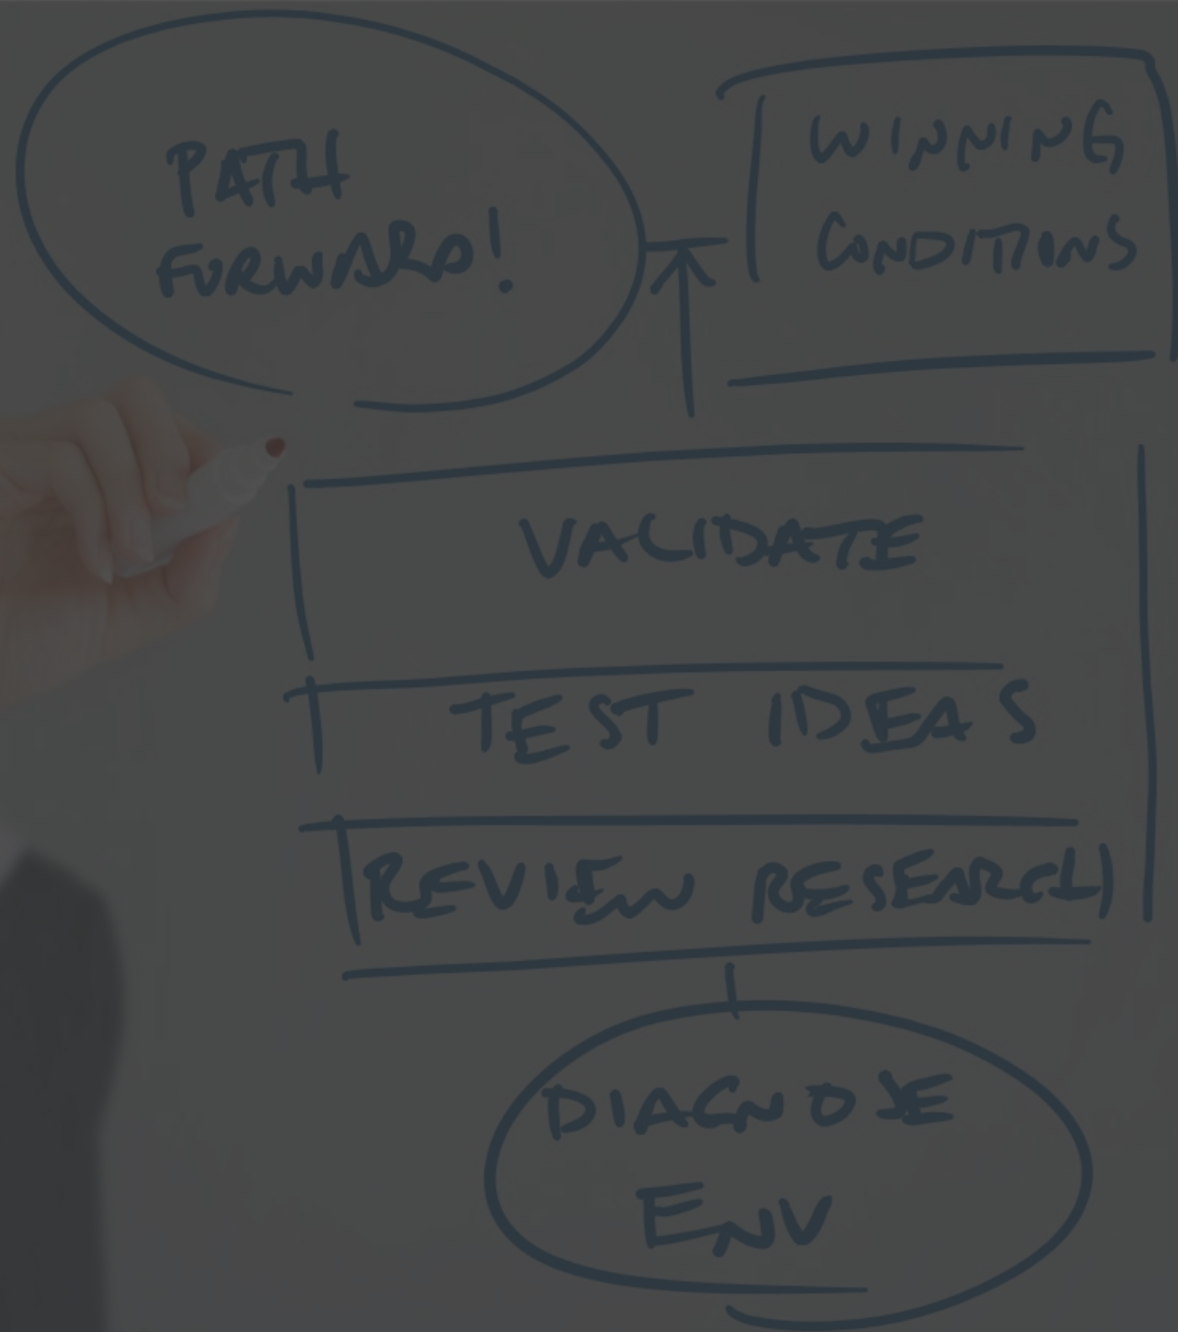 PATH
FORWARD!
WINNING
CONDITIONS
VALIDATE
TEST IDEAS
REVIEW RESEARCH
DIAGNOSE
ENV